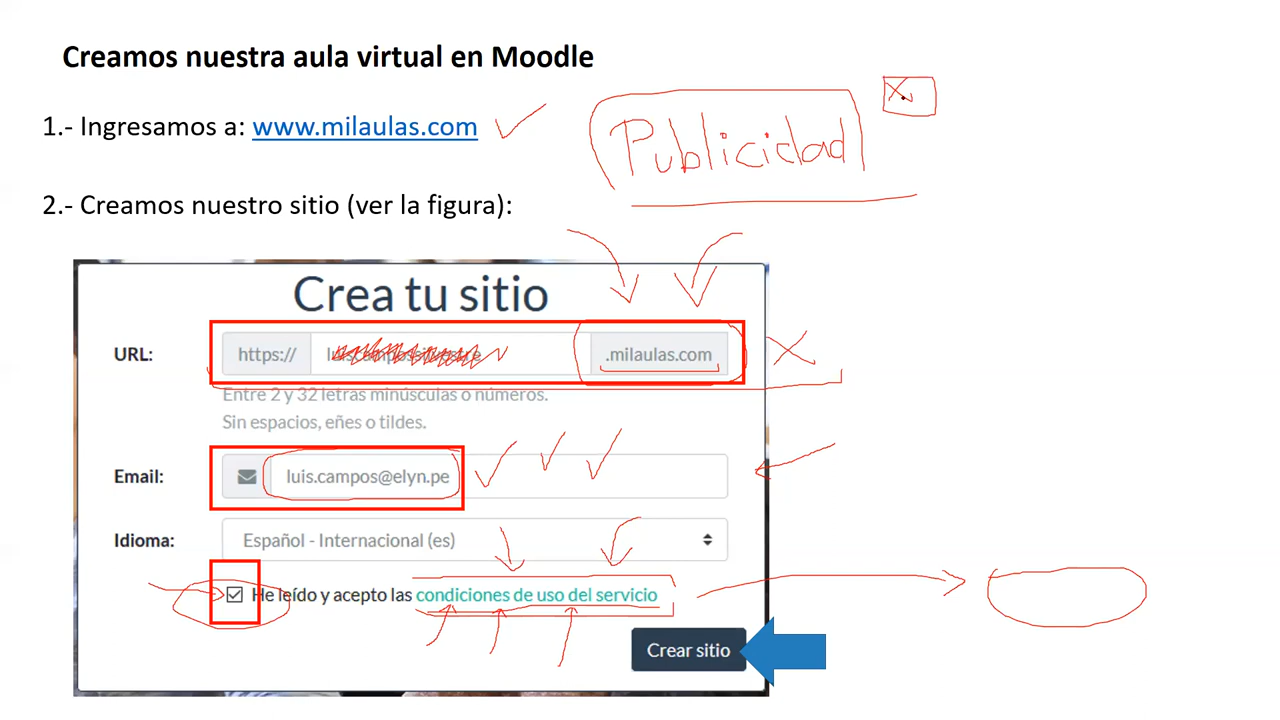 Creamos nuestra aula virtual en Moodle
1.- Ingresamos a: www.milaulas.com
Publicidad
2.- Creamos nuestro sitio (ver la figura):
Crea tu sitio
URL: https:// .milaulas.com
Entre 2 y 32 letras minúsculas o números.
Sin espacios, eñes o tildes.
Email: luis.campos@elyn.pe
Idioma: Español - Internacional (es)
He leído y acepto las condiciones de uso del servicio
Crear sitio